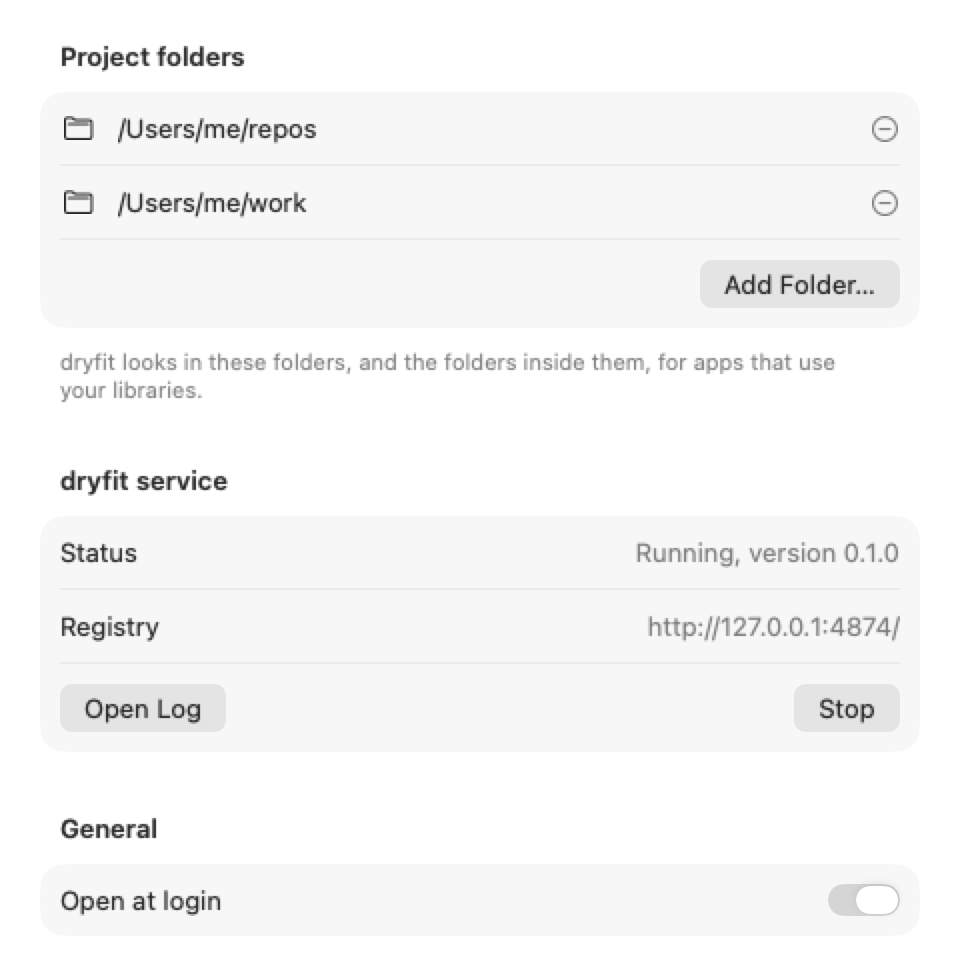 Project folders
/Users/me/repos
/Users/me/work
Add Folder...
dryfit looks in these folders, and the folders inside them, for apps that use
your libraries.
dryfit service
Status
Running, version 0.1.0
Registry
http://127.0.0.1:4874/
Open Log
Stop
General
Open at login